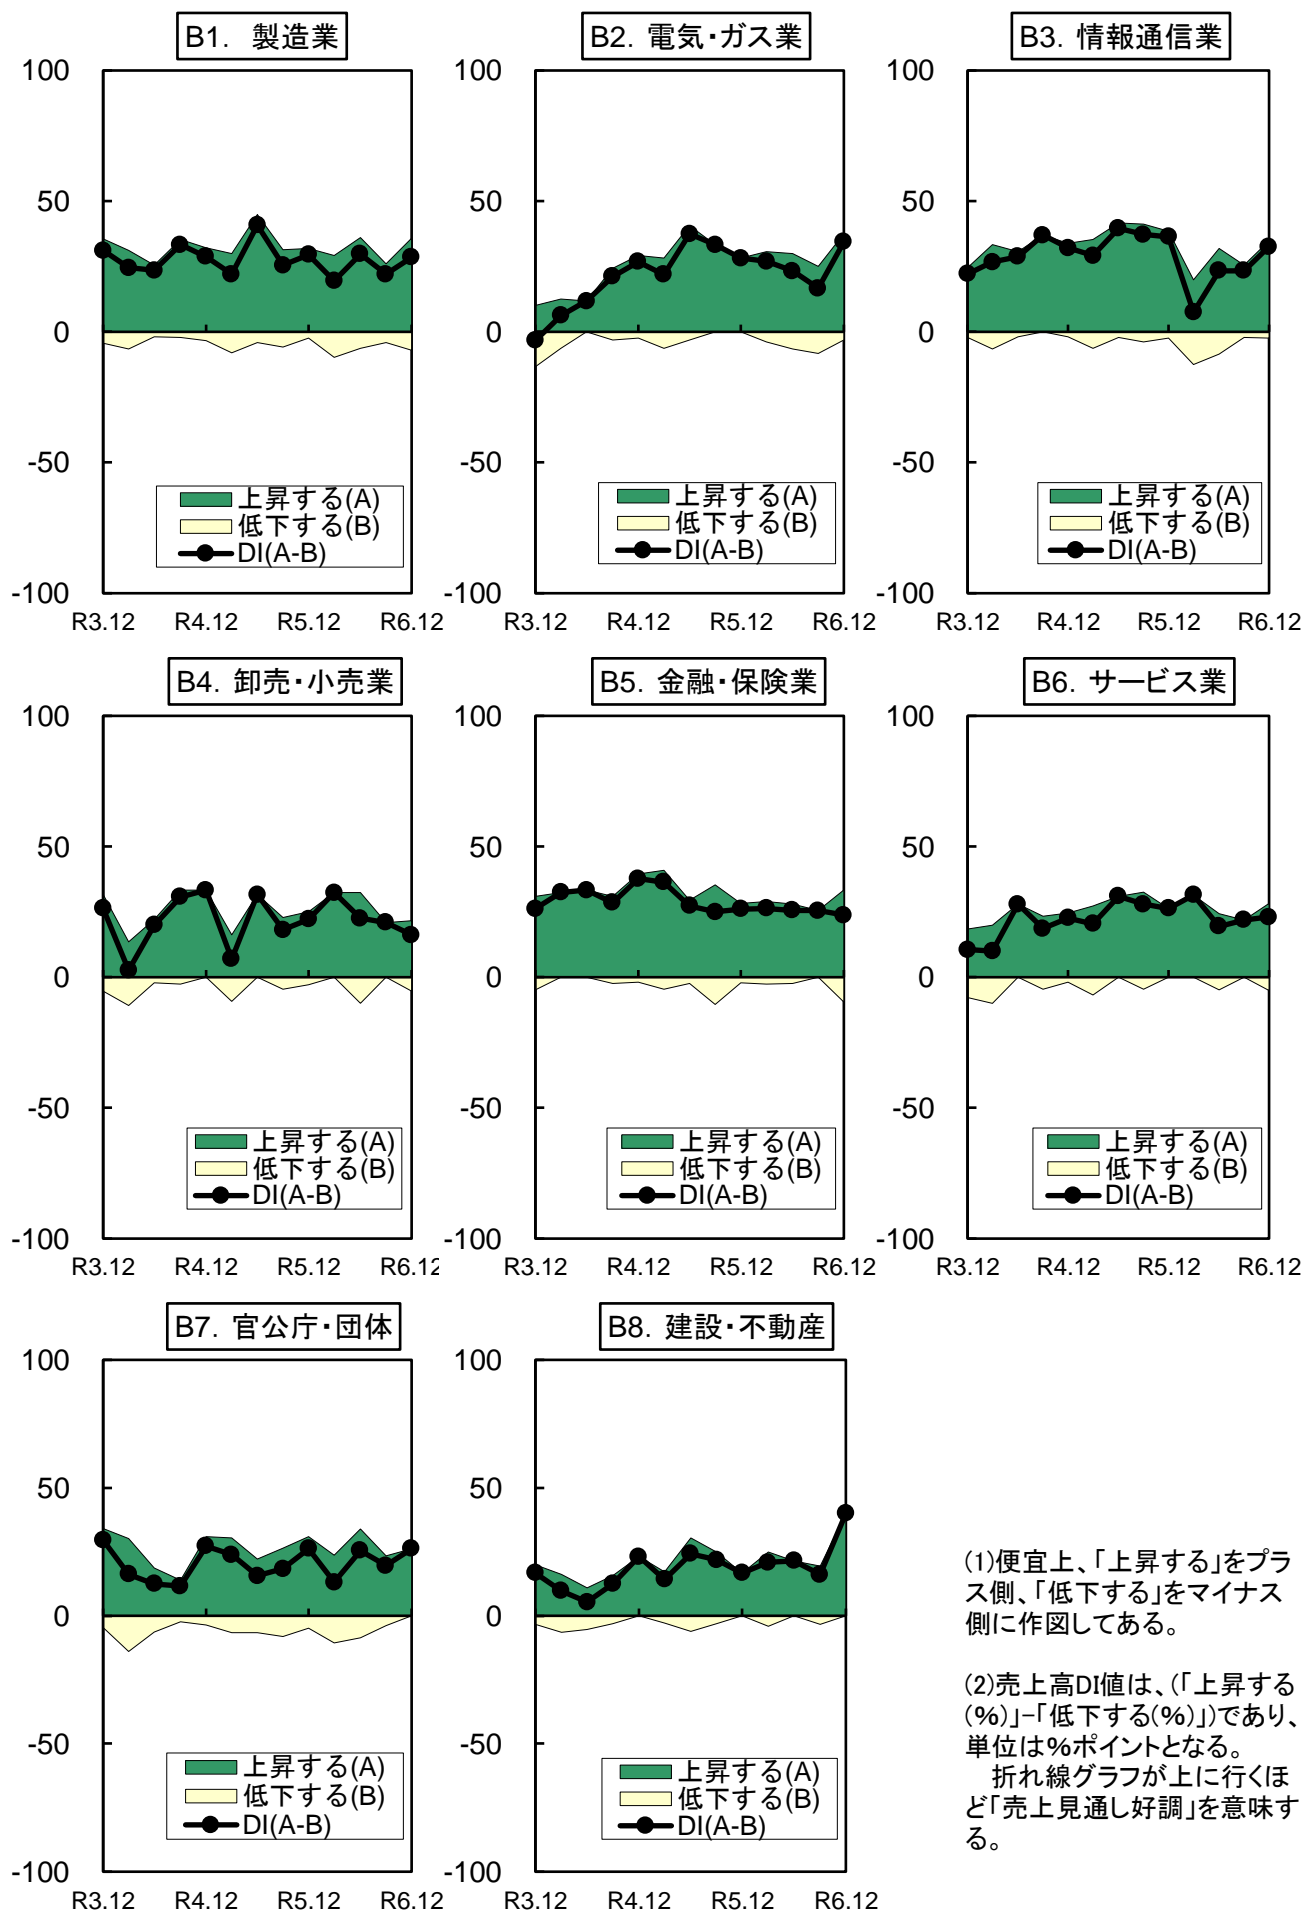 B1. 製造業
100
50
0
-50
-100
上昇する(A)
低下する(B)
DI(A-B)
R3.12 R4.12 R5.12 R6.12
B2. 電気・ガス業
100
50
0
-50
-100
上昇する(A)
低下する(B)
DI(A-B)
R3.12 R4.12 R5.12 R6.12
B3. 情報通信業
100
50
0
-50
-100
上昇する(A)
低下する(B)
DI(A-B)
R3.12 R4.12 R5.12 R6.12
B4. 卸売・小売業
100
50
0
-50
-100
上昇する(A)
低下する(B)
DI(A-B)
R3.12 R4.12 R5.12 R6.12
B5. 金融・保険業
100
50
0
-50
-100
上昇する(A)
低下する(B)
DI(A-B)
R3.12 R4.12 R5.12 R6.12
B6. サービス業
100
50
0
-50
-100
上昇する(A)
低下する(B)
DI(A-B)
R3.12 R4.12 R5.12 R6.12
B7. 官公庁・団体
100
50
0
-50
-100
上昇する(A)
低下する(B)
DI(A-B)
R3.12 R4.12 R5.12 R6.12
B8. 建設・不動産
100
50
0
-50
-100
上昇する(A)
低下する(B)
DI(A-B)
R3.12 R4.12 R5.12 R6.12
(1)便宜上、「上昇する」をプラ
ス側、「低下する」をマイナス
側に作図してある。
(2)売上高DI値は、(「上昇する
(%)」-「低下する(%)」)であり、
単位は%ポイントとなる。
折れ線グラフが上に行くほ
ど「売上見通し好調」を意味す
る。